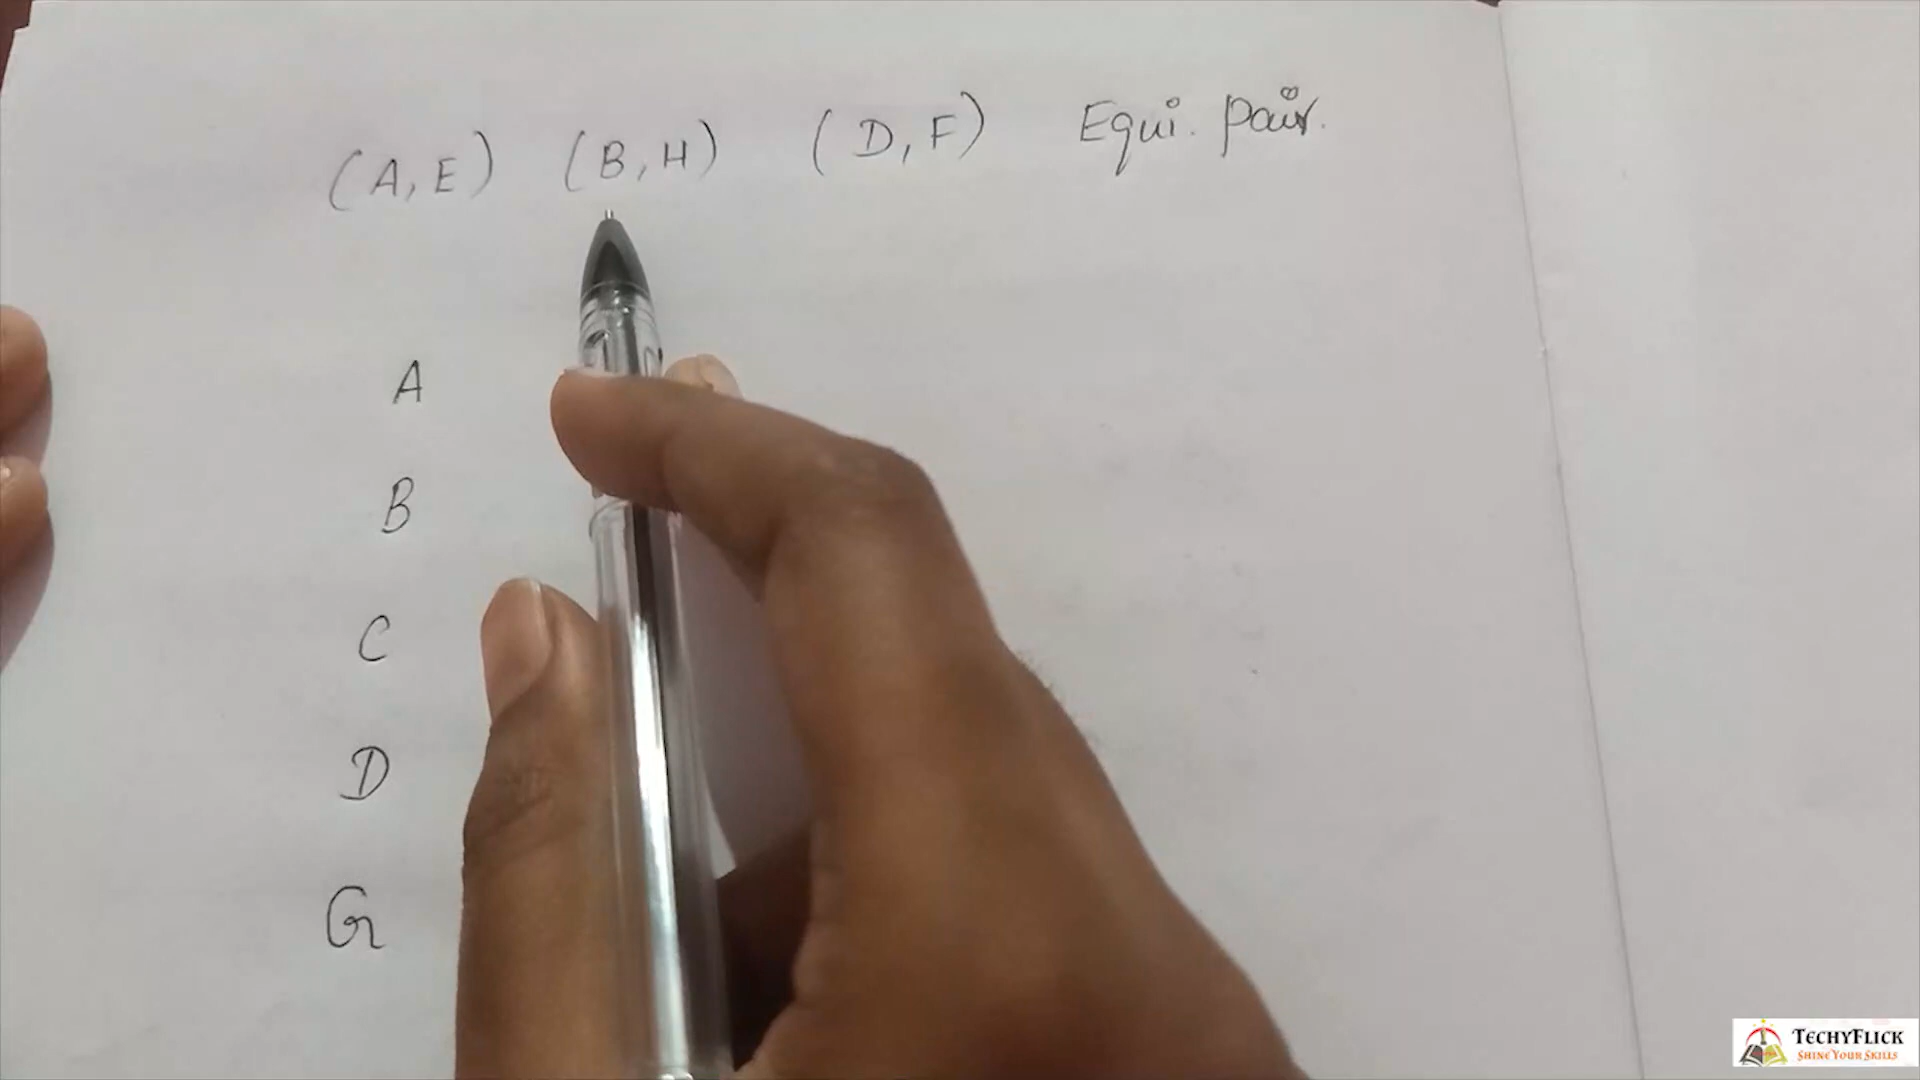 (A, E) (B, H) (D, F) Equi. Pair.
A
B
C
D
G
TECHYFLICK
SHINE YOUR SKILLS